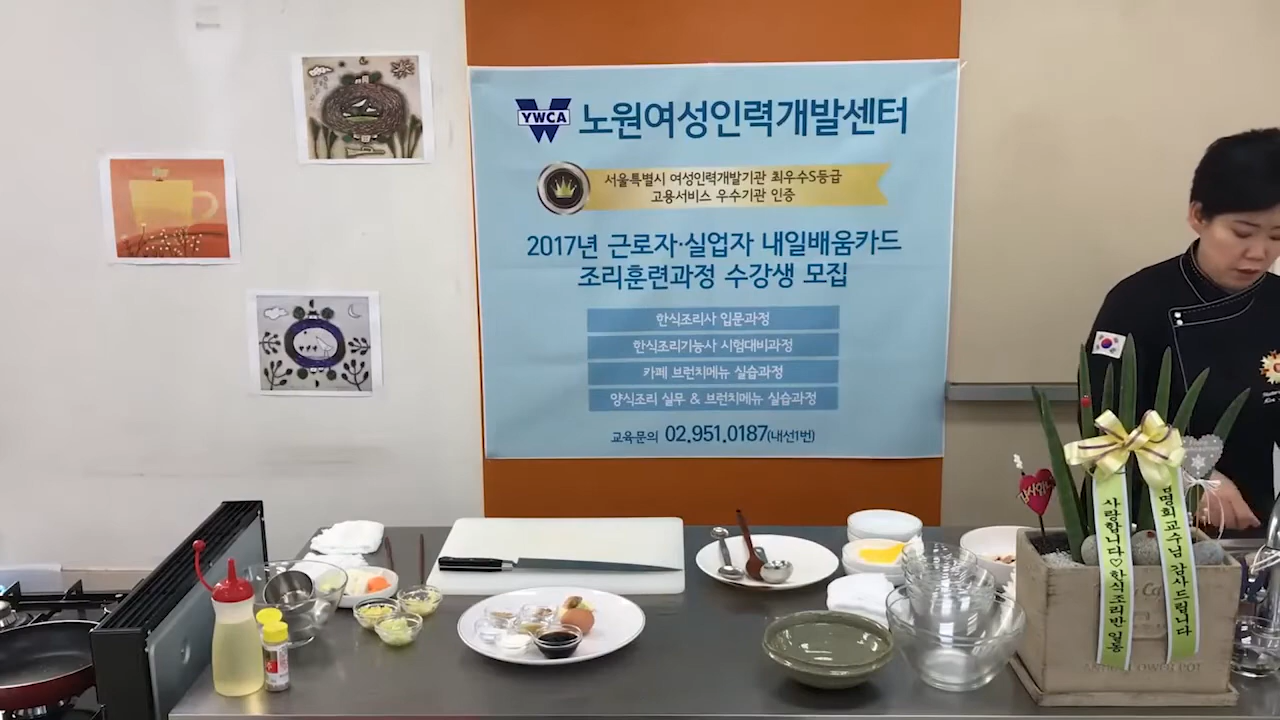 YWCA
노원여성인력개발센터
서울특별시 여성인력개발기관 최우수S등급
고용서비스 우수기관 인증
2017년 근로자·실업자 내일배움카드
조리훈련과정 수강생 모집
한식조리사 입문과정
한식조리기능사 시험대비과정
카페 브런치메뉴 실습과정
양식조리 실무 & 브런치메뉴 실습과정
교육문의 02.951.0187(내선1번)
사랑합니다♡한식조리반 일동
명희교수님 감사드립니다